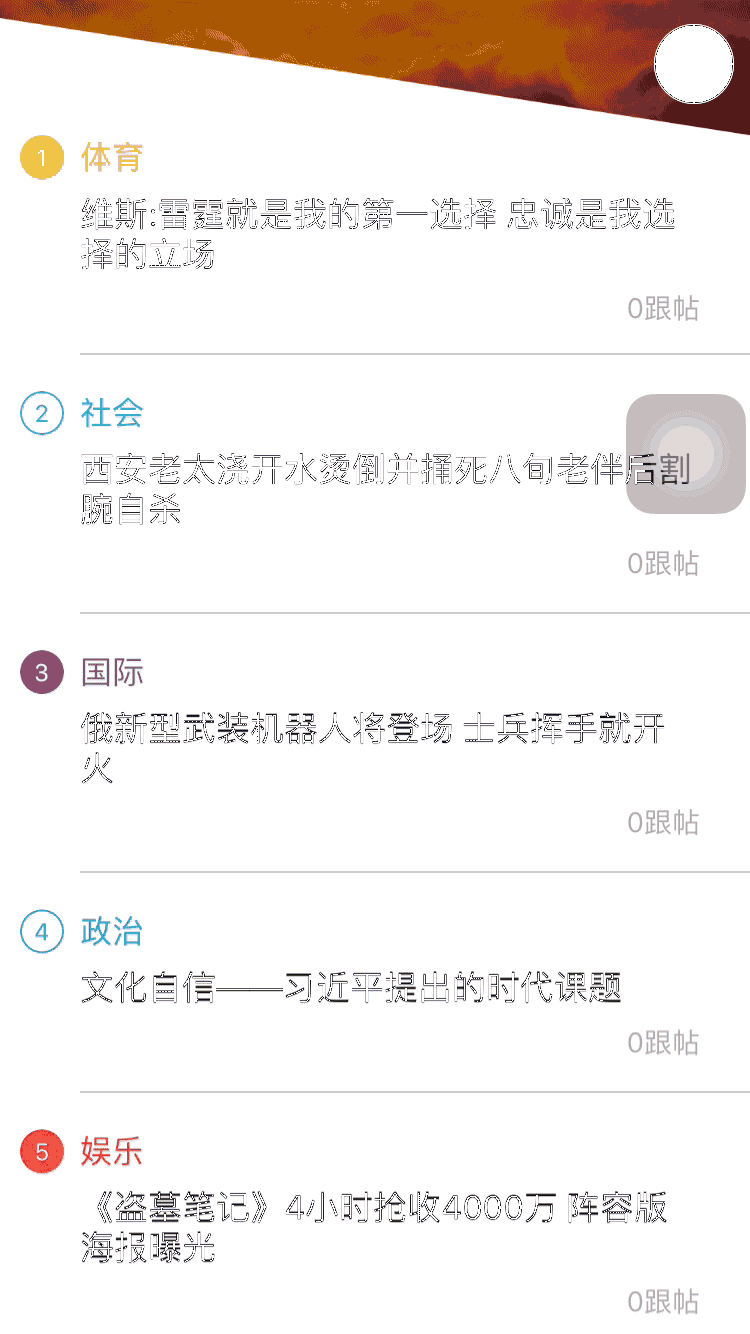 1 体育
维斯:雷霆就是我的第一选择 忠诚是我选
择的立场
0跟帖
2 社会
西安老太浇开水烫倒并捅死八旬老伴后割
腕自杀
0跟帖
3 国际
俄新型武装机器人将登场 士兵挥手就开
火
0跟帖
4 政治
文化自信——习近平提出的时代课题
0跟帖
5 娱乐
《盗墓笔记》4小时抢收4000万 阵容版
海报曝光
0跟帖